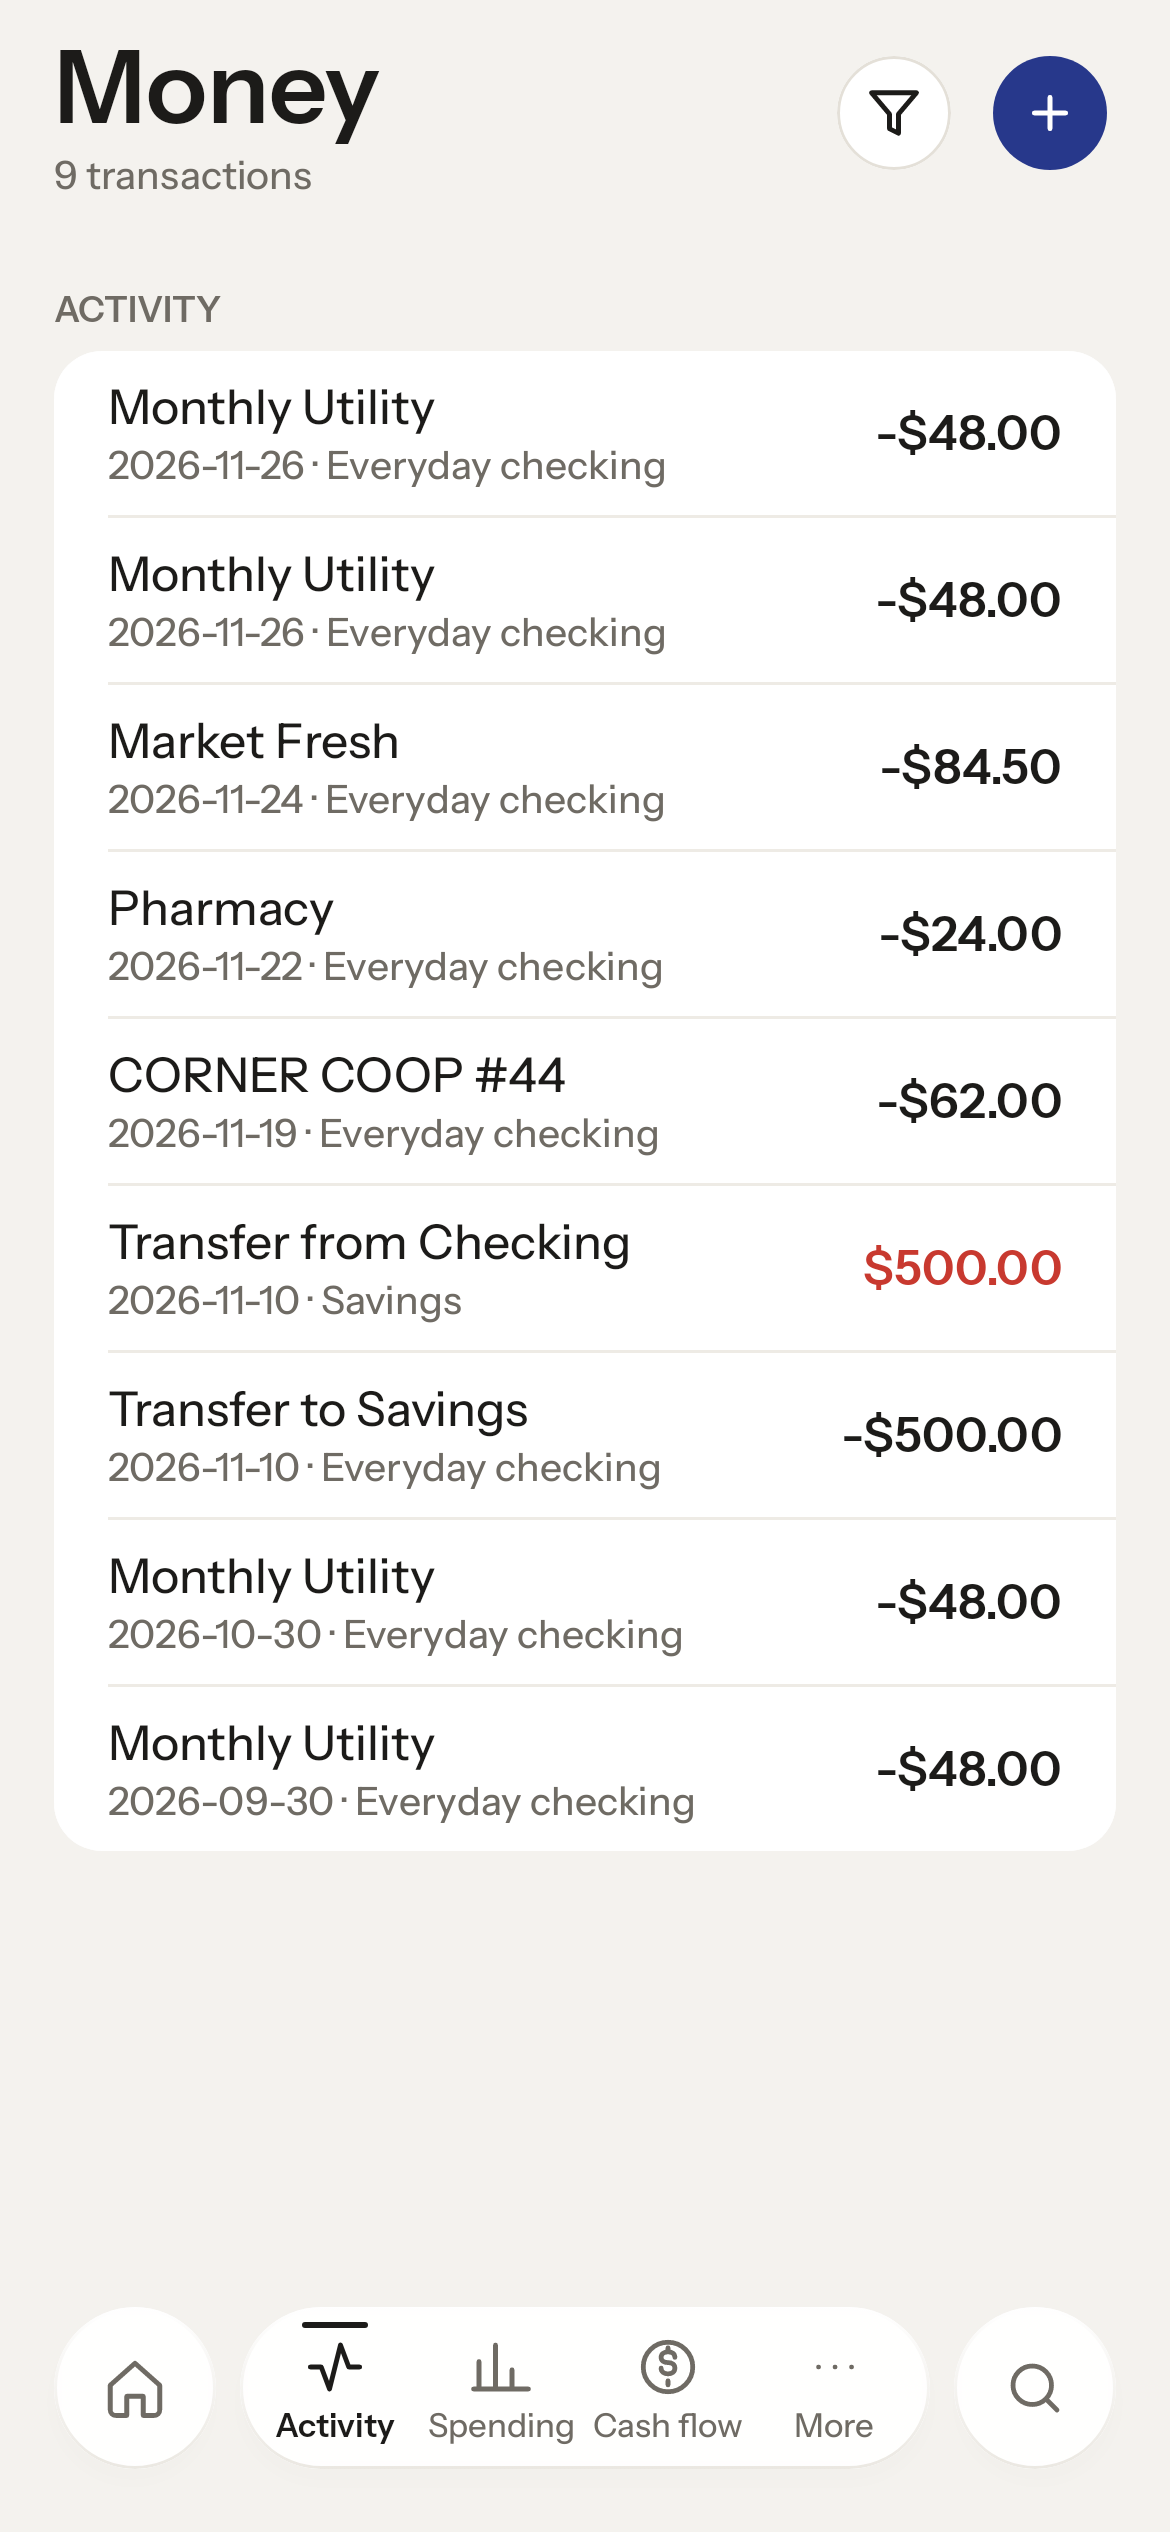 Money
9 transactions
ACTIVITY
Monthly Utility
2026-11-26 · Everyday checking
-$48.00
Monthly Utility
2026-11-26 · Everyday checking
-$48.00
Market Fresh
2026-11-24 · Everyday checking
-$84.50
Pharmacy
2026-11-22 · Everyday checking
-$24.00
CORNER COOP #44
2026-11-19 · Everyday checking
-$62.00
Transfer from Checking
2026-11-10 · Savings
$500.00
Transfer to Savings
2026-11-10 · Everyday checking
-$500.00
Monthly Utility
2026-10-30 · Everyday checking
-$48.00
Monthly Utility
2026-09-30 · Everyday checking
-$48.00
Activity
Spending
Cash flow
More